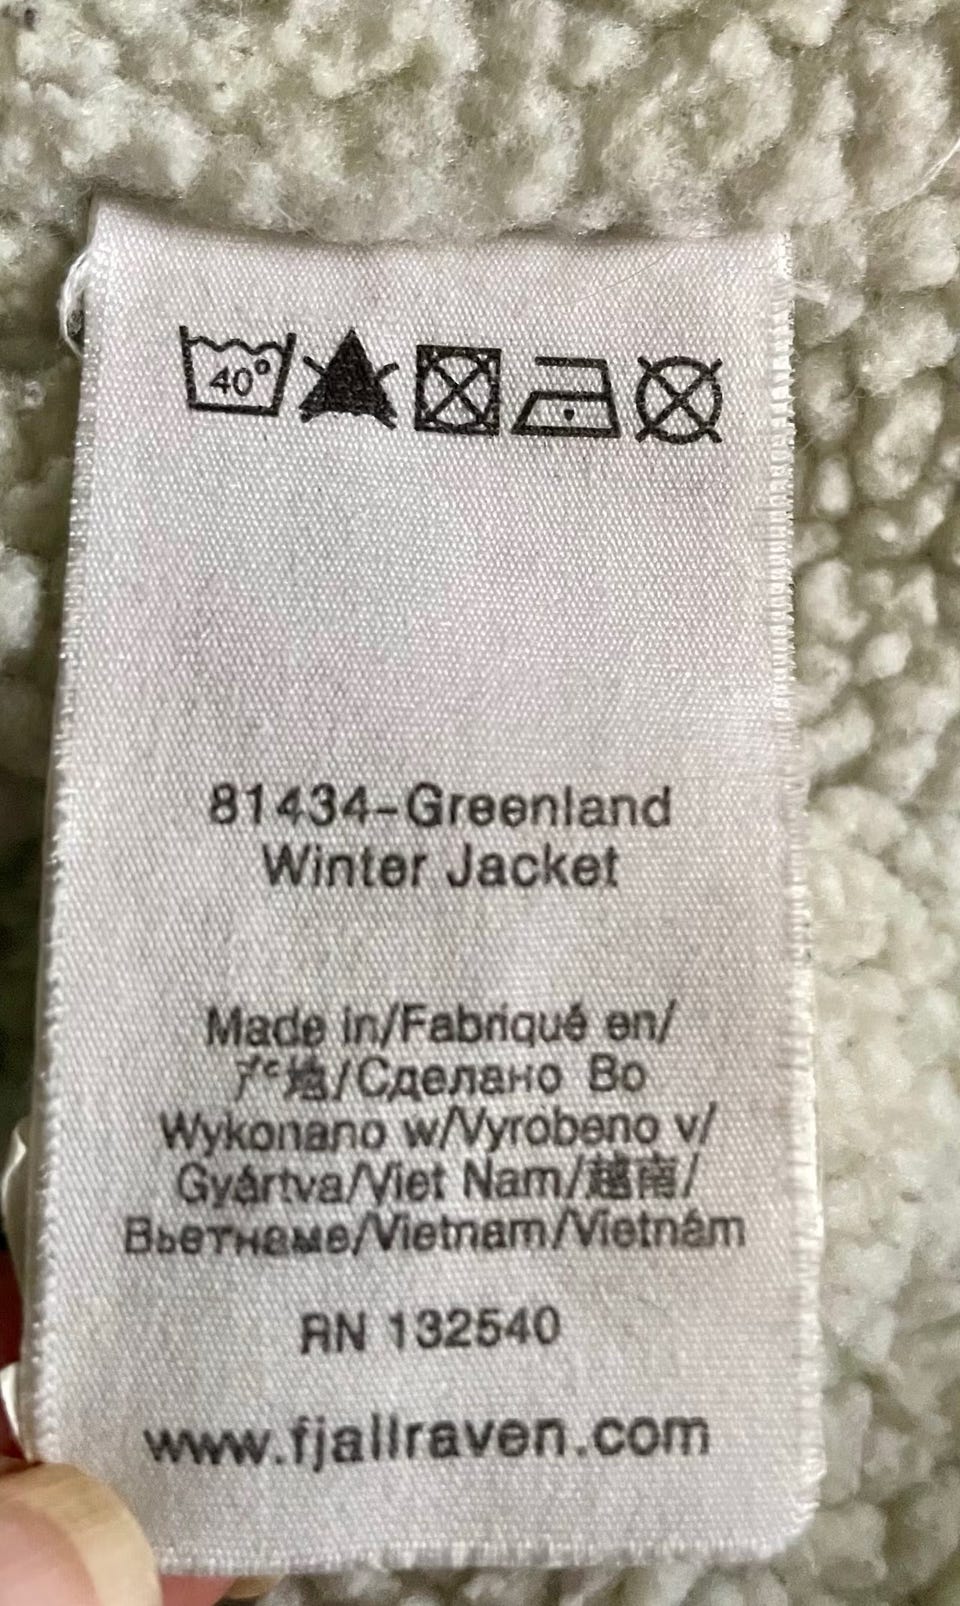 40°
81434-Greenland
Winter Jacket
Made in/Fabriqué en/
产地/Сделано Во
Wykonano w/Vyrobeno v/
Gyártva/Viet Nam/越南/
Вьетнаме/Vietnam/Vietnám
RN 132540
www.fjallraven.com